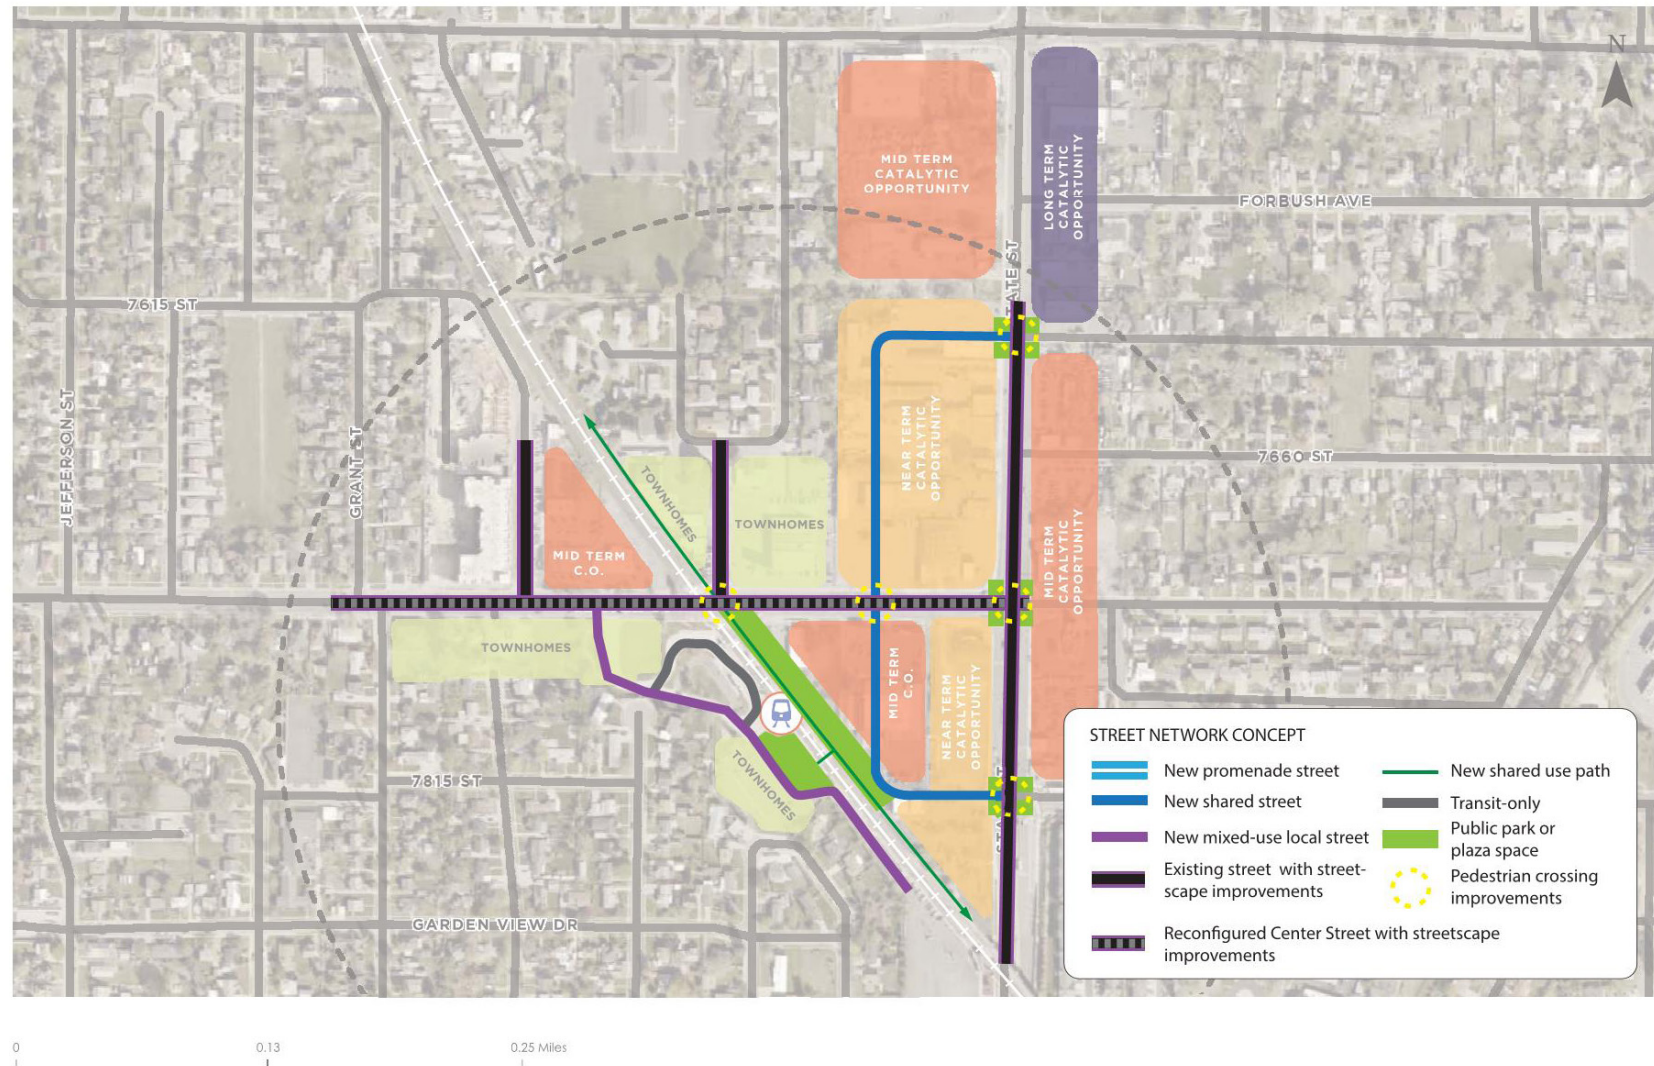 N
MID TERM
CATALYTIC
OPPORTUNITY
LONG TERM
CATALYTIC
OPPORTUNITY
FORBUSH AVE
TATE ST
7615 ST
JEFFERSON ST
GRANT ST
NEAR TERM
CATALYTIC
OPPORTUNITY
7660 ST
TOWNHOMES
TOWNHOMES
MID TERM
C.O.
MID TERM
CATALYTIC
OPPORTUNITY
TOWNHOMES
MID TERM
C.O.
NEAR TERM
CATALYTIC
OPPORTUNITY
TOWNHOMES
7815 ST
GARDEN VIEW DR
STREET NETWORK CONCEPT
New promenade street
New shared street
New mixed-use local street
Existing street with street-
scape improvements
Reconfigured Center Street with streetscape
improvements
New shared use path
Transit-only
Public park or
plaza space
Pedestrian crossing
improvements
0
0.13
0.25 Miles